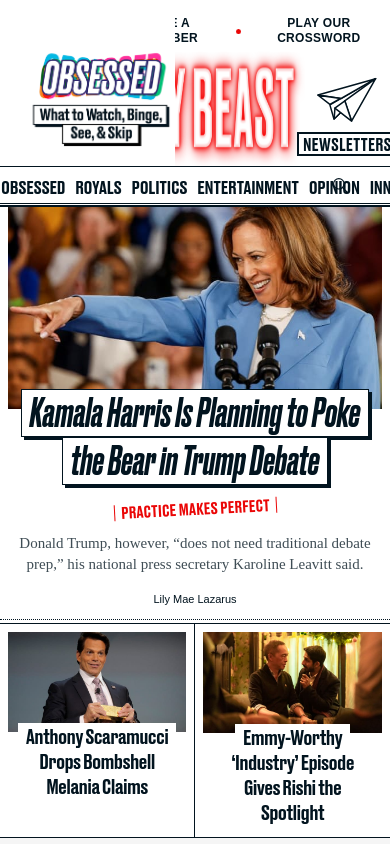 E A
PLAY OUR
BER
CROSSWORD
OBSESSED
What to Watch, Binge,
See, & Skip
Y BEAST
NEWSLETTERS
OBSESSED ROYALS POLITICS ENTERTAINMENT OPINION INN
Kamala Harris Is Planning to Poke
the Bear in Trump Debate
PRACTICE MAKES PERFECT
Donald Trump, however, “does not need traditional debate
prep,” his national press secretary Karoline Leavitt said.
Lily Mae Lazarus
Anthony Scaramucci
Drops Bombshell
Melania Claims
Emmy-Worthy
‘Industry’ Episode
Gives Rishi the
Spotlight